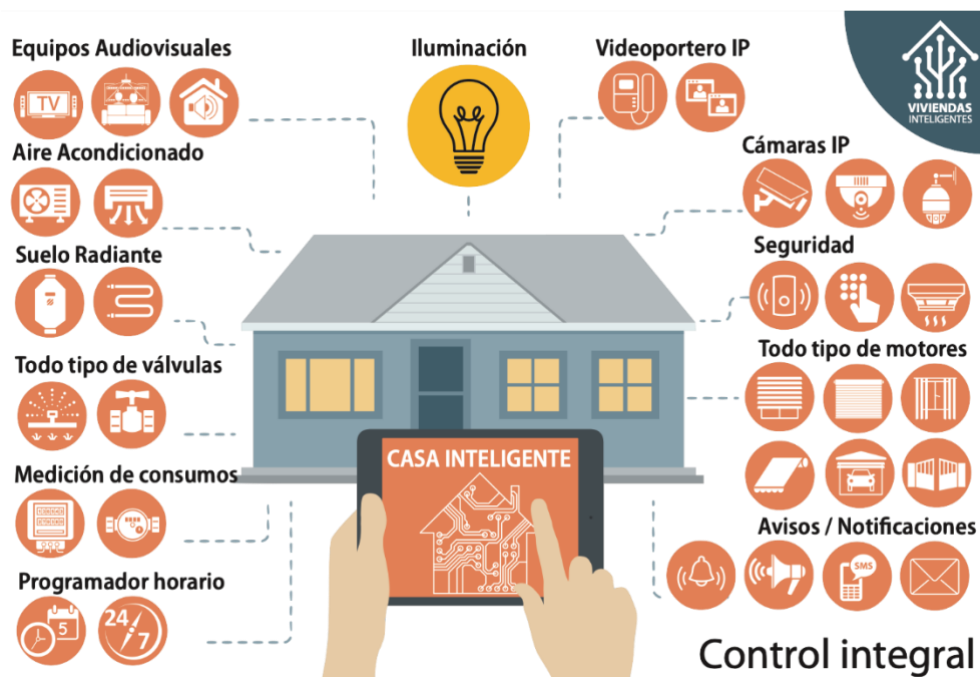 Equipos Audiovisuales
TV
Iluminación
Videoportero IP
VIVIENDAS
INTELIGENTES
Aire Acondicionado
Cámaras IP
Suelo Radiante
Seguridad
Todo tipo de válvulas
Todo tipo de motores
CASA INTELIGENTE
Medición de consumos
Avisos / Notificaciones
SMS
Programador horario
5
24
7
Control integral